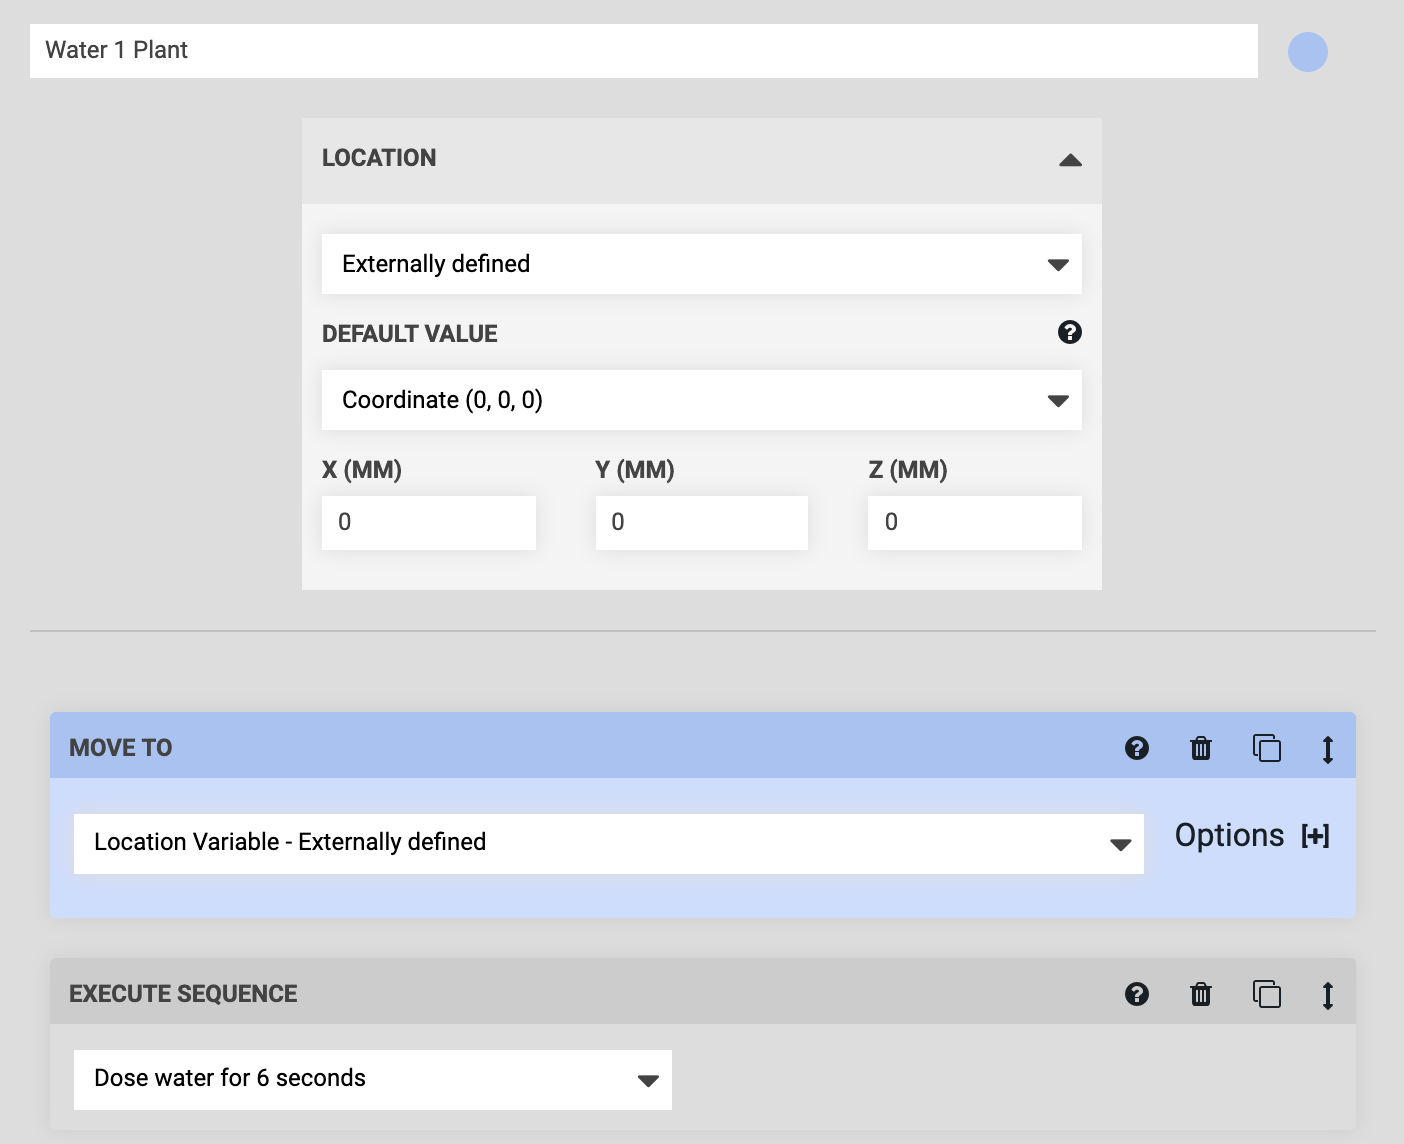 Water 1 Plant
LOCATION
Externally defined
DEFAULT VALUE
Coordinate (0, 0, 0)
X (MM) Y (MM) Z (MM)
0 0 0
MOVE TO
Location Variable - Externally defined
Options [+]
EXECUTE SEQUENCE
Dose water for 6 seconds